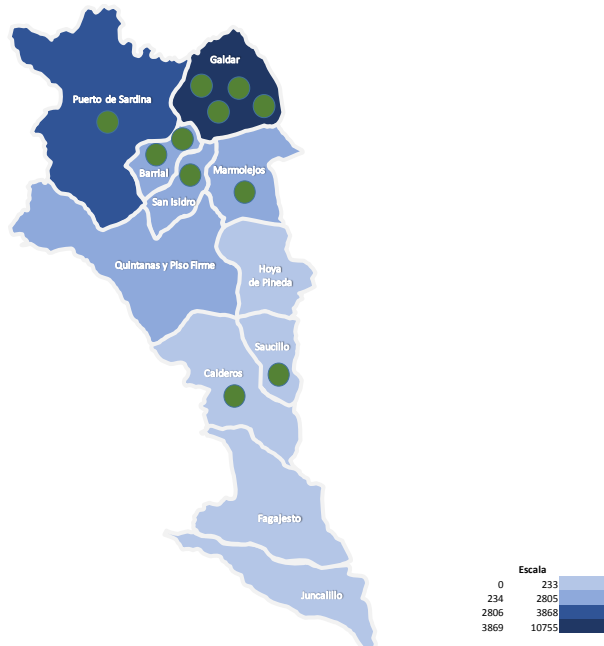 Galdar
Puerto de Sardina
Barrial
Marmolejos
San Isidro
Quintanas y Piso Firme
Hoya
de Pineda
Saucillo
Calderos
Fagajesto
Juncalillo
Escala
0 233
234 2805
2806 3868
3869 10755